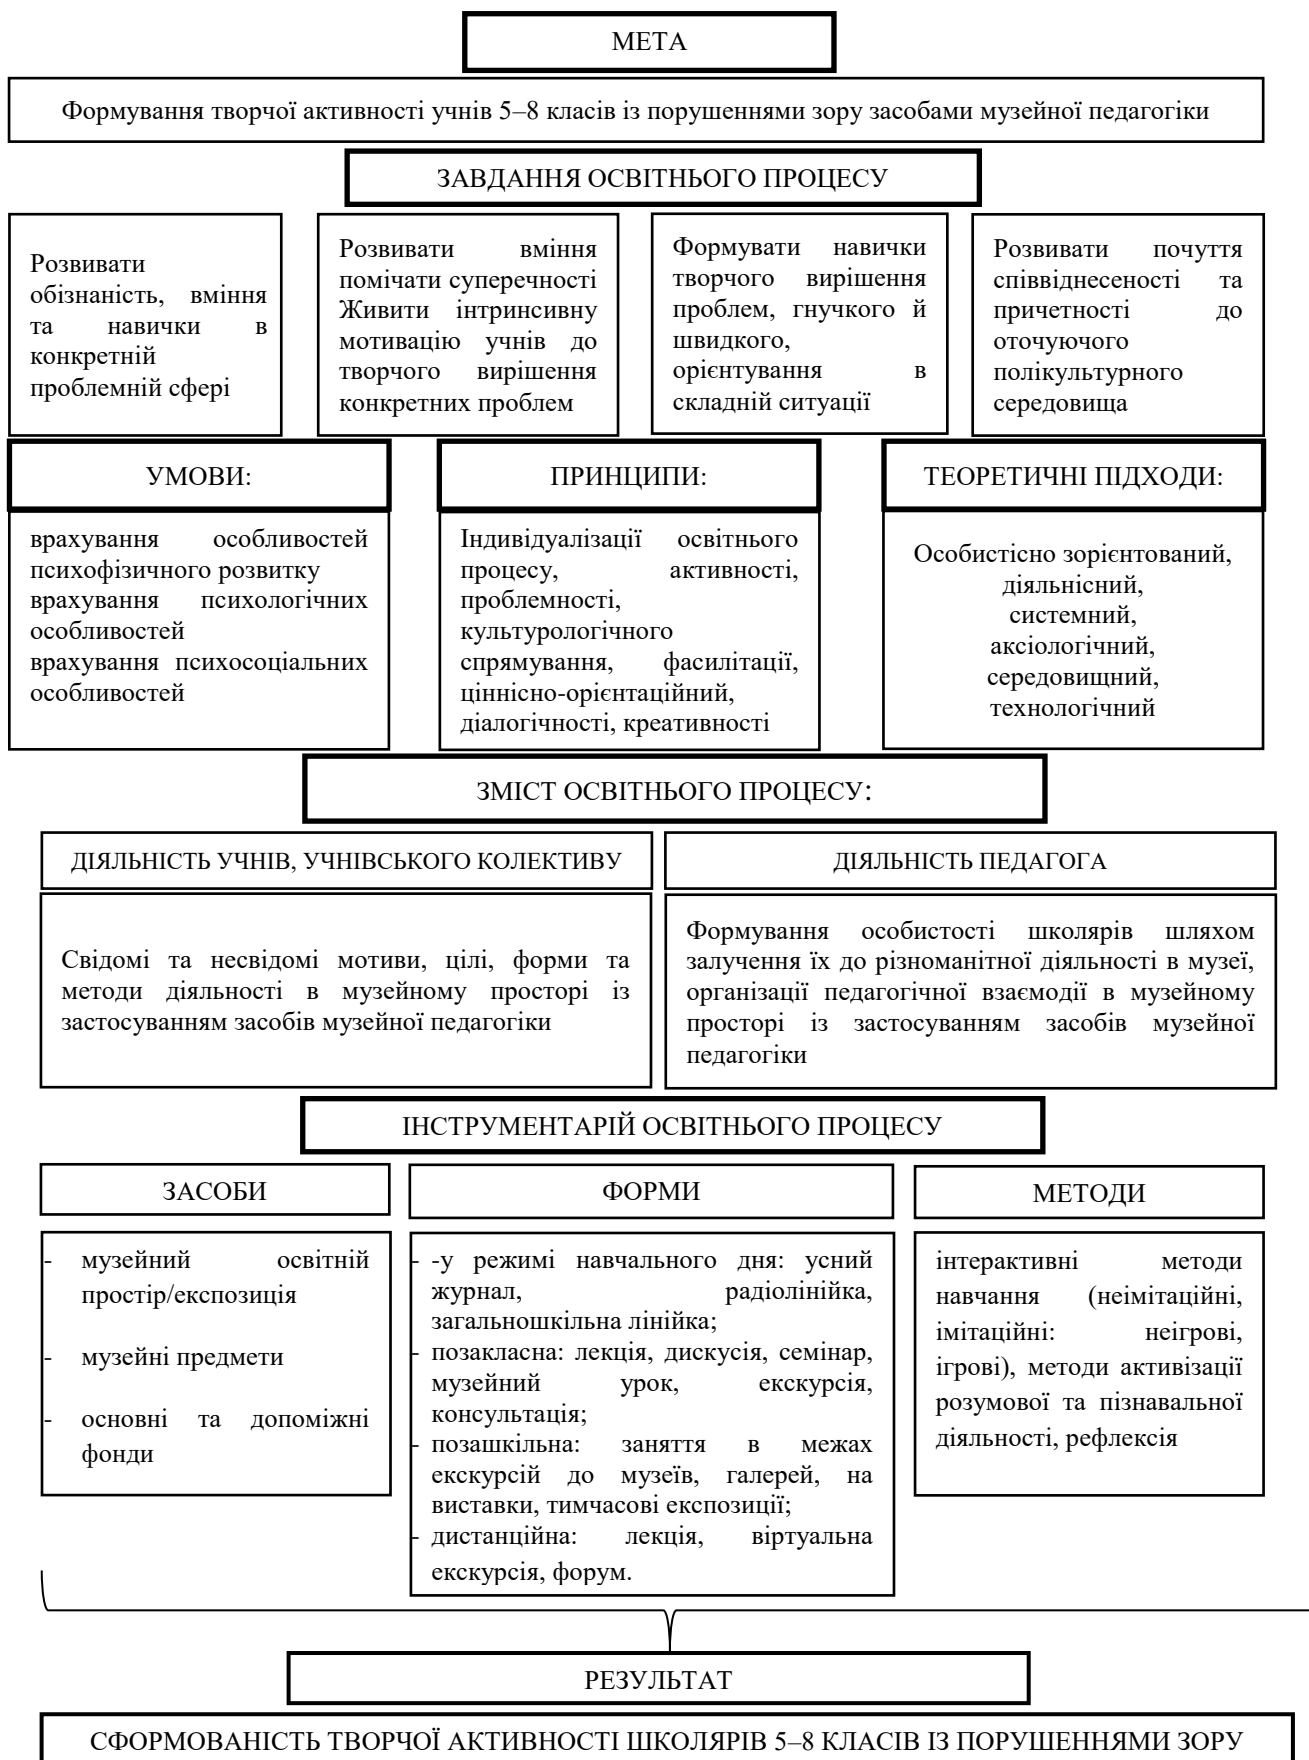 МЕТА
Формування творчої активності учнів 5–8 класів із порушеннями зору засобами музейної педагогіки
ЗАВДАННЯ ОСВІТНЬОГО ПРОЦЕСУ
Розвивати
обізнаність, вміння
та навички в
конкретній
проблемній сфері
Розвивати вміння
помічати суперечності
Живити інтринсивну
мотивацію учнів до
творчого вирішення
конкретних проблем
Формувати навички
творчого вирішення
проблем, гнучкого й
швидкого,
орієнтування в
складній ситуації
Розвивати почуття
співвіднесеності та
причетності до
оточуючого
полікультурного
середовища
УМОВИ:
врахування особливостей
психофізичного розвитку
врахування психологічних
особливостей
врахування психосоціальних
особливостей
ПРИНЦИПИ:
Індивідуалізації освітнього
процесу, активності,
проблемності,
культурологічного
спрямування, фасилітації,
ціннісно-орієнтаційний,
діалогічності, креативності
ТЕОРЕТИЧНІ ПІДХОДИ:
Особистісно зорієнтований,
діяльнісний,
системний,
аксіологічний,
середовищний,
технологічний
ЗМІСТ ОСВІТНЬОГО ПРОЦЕСУ:
ДІЯЛЬНІСТЬ УЧНІВ, УЧНІВСЬКОГО КОЛЕКТИВУ
Свідомі та несвідомі мотиви, цілі, форми та
методи діяльності в музейному просторі із
застосуванням засобів музейної педагогіки
ДІЯЛЬНІСТЬ ПЕДАГОГА
Формування особистості школярів шляхом
залучення їх до різноманітної діяльності в музеї,
організації педагогічної взаємодії в музейному
просторі із застосуванням засобів музейної
педагогіки
ІНСТРУМЕНТАРІЙ ОСВІТНЬОГО ПРОЦЕСУ
ЗАСОБИ
- музейний освітній
простір/експозиція
- музейні предмети
- основні та допоміжні
фонди
ФОРМИ
- -у режимі навчального дня: усний
журнал, радіолінійка,
загальношкільна лінійка;
- позакласна: лекція, дискусія, семінар,
музейний урок, екскурсія,
консультація;
- позашкільна: заняття в межах
екскурсій до музеїв, галерей, на
виставки, тимчасові експозиції;
- дистанційна: лекція, віртуальна
екскурсія, форум.
МЕТОДИ
інтерактивні методи
навчання (неімітаційні,
імітаційні: неігрові,
ігрові), методи активізації
розумової та пізнавальної
діяльності, рефлексія
РЕЗУЛЬТАТ
СФОРМОВАНІСТЬ ТВОРЧОЇ АКТИВНОСТІ ШКОЛЯРІВ 5–8 КЛАСІВ ІЗ ПОРУШЕННЯМИ ЗОРУ